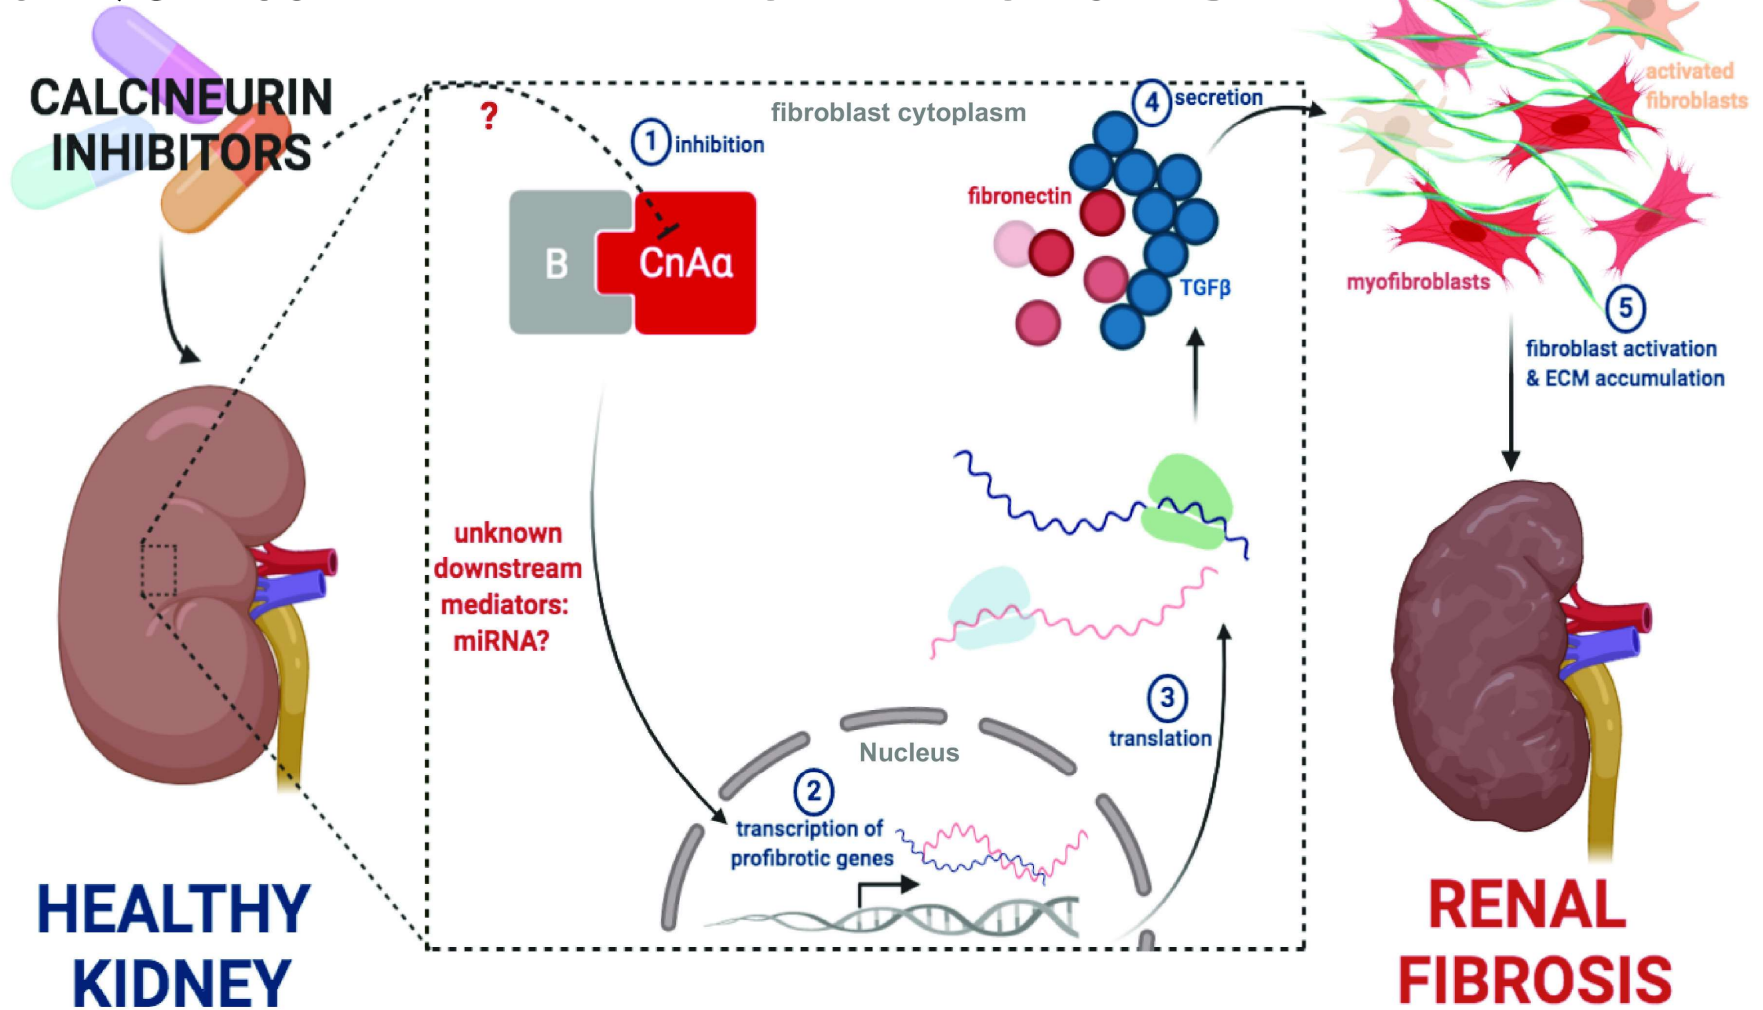 CALCINEURIN
INHIBITORS
?
1 inhibition
fibroblast cytoplasm
4 secretion
activated
fibroblasts
B
CnAα
fibronectin
TGFβ
myofibroblasts
5
fibroblast activation
& ECM accumulation
unknown
downstream
mediators:
miRNA?
3
translation
Nucleus
2
transcription of
profibrotic genes
HEALTHY
KIDNEY
RENAL
FIBROSIS